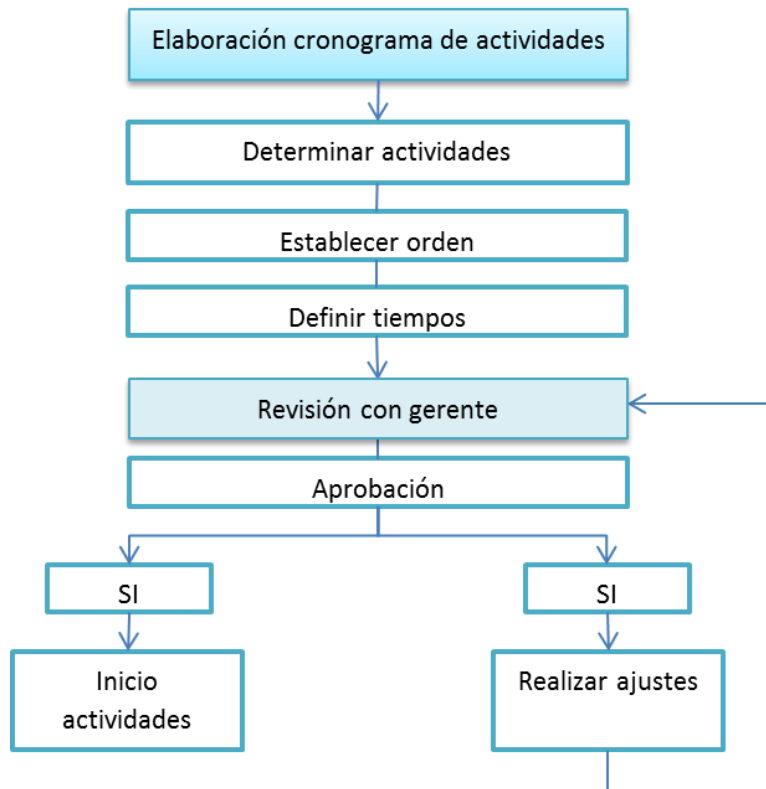 Elaboración cronograma de actividades
Determinar actividades
Establecer orden
Definir tiempos
Revisión con gerente
Aprobación
SI
SI
Inicio
actividades
Realizar ajustes